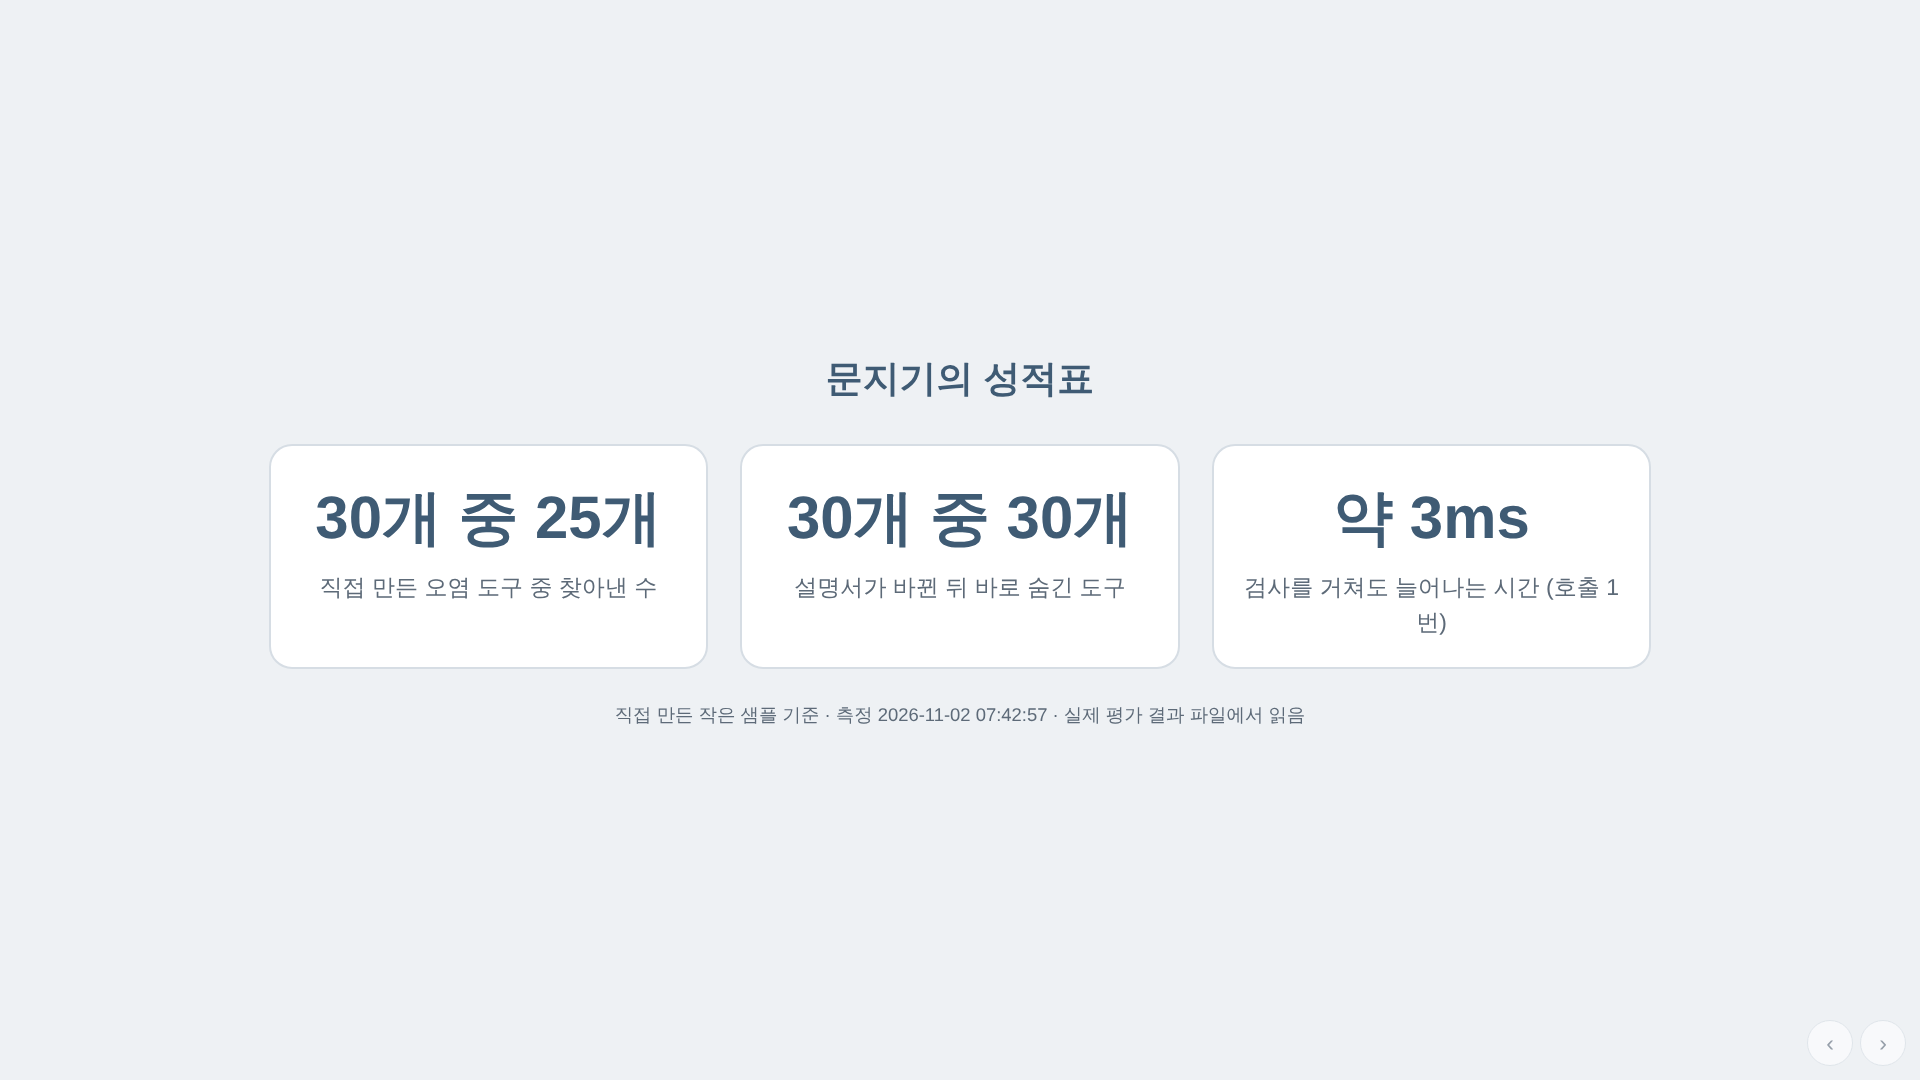 문지기의 성적표
30개 중 25개
직접 만든 오염 도구 중 찾아낸 수
30개 중 30개
설명서가 바뀐 뒤 바로 숨긴 도구
약 3ms
검사를 거쳐도 늘어나는 시간 (호출 1
번)
직접 만든 작은 샘플 기준 · 측정 2026-11-02 07:42:57 · 실제 평가 결과 파일에서 읽음
‹ ›